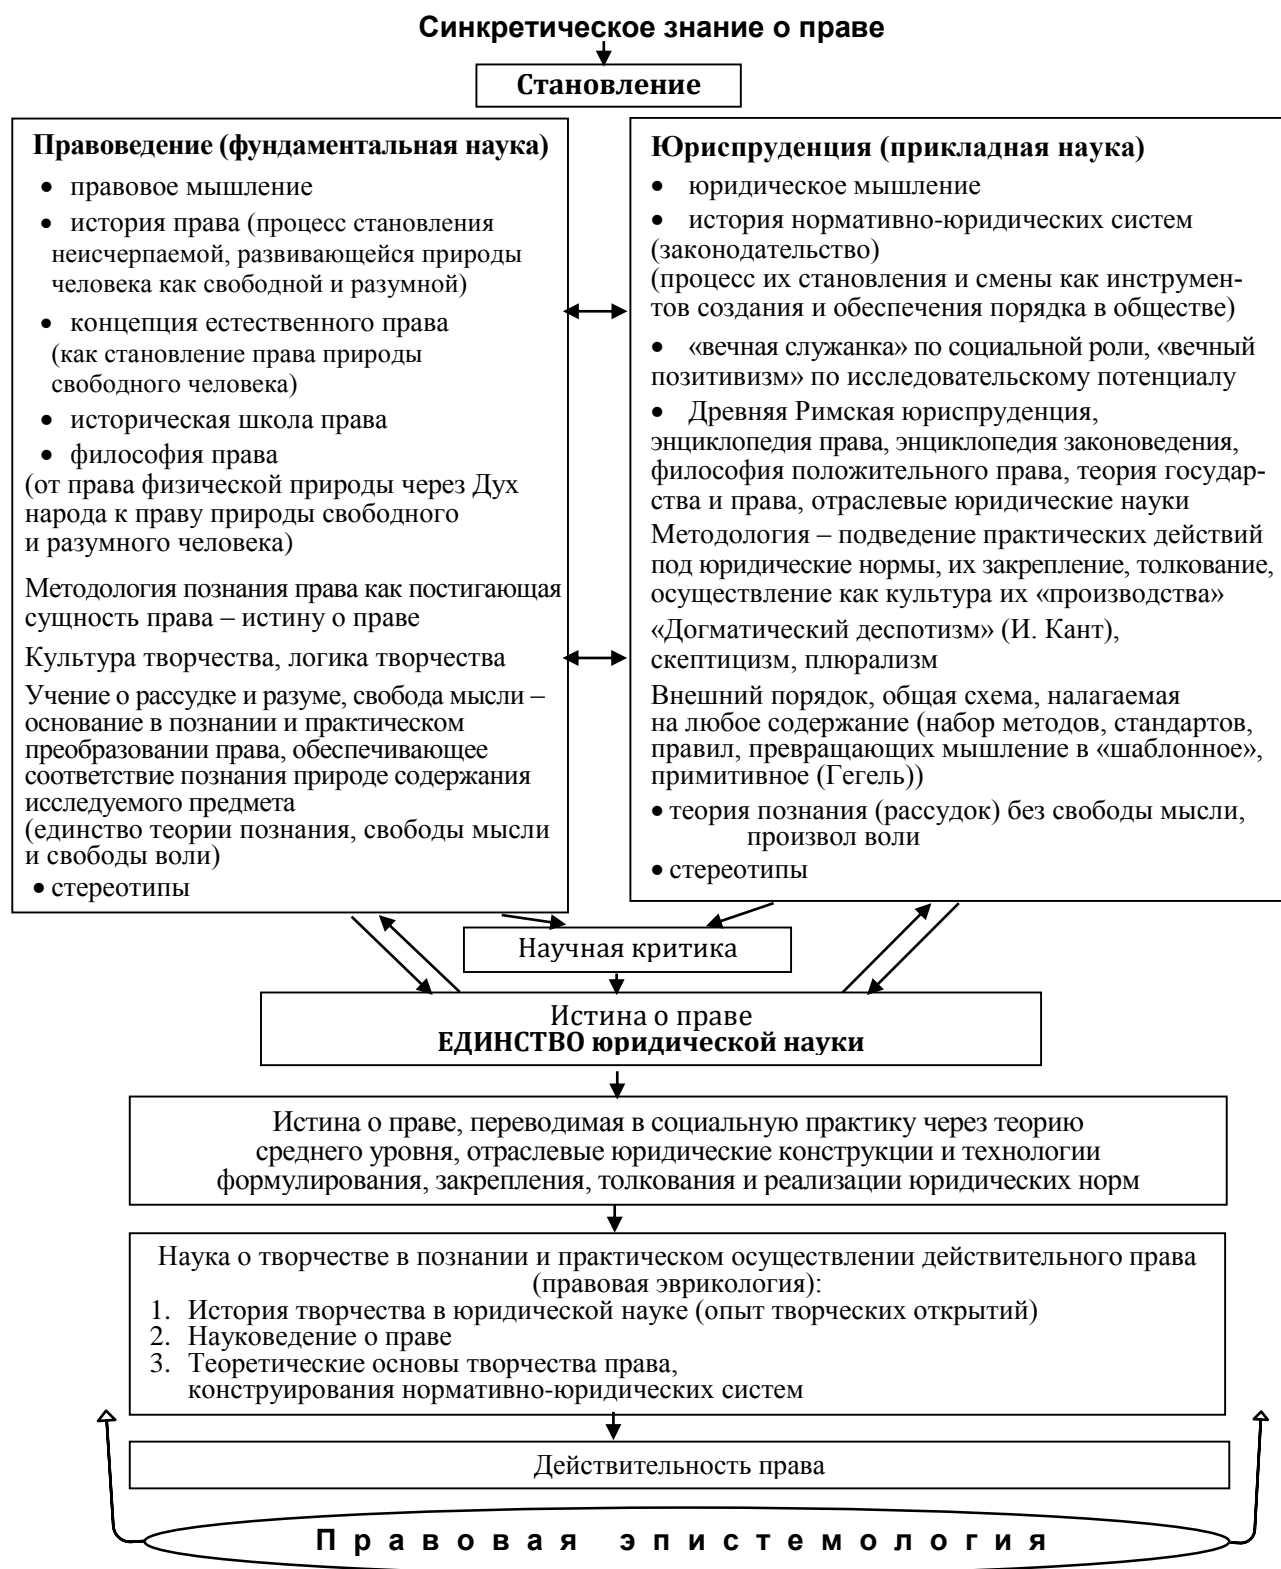 Синкретическое знание о праве
Становление
Правоведение (фундаментальная наука)
• правовое мышление
• история права (процесс становления
неисчерпаемой, развивающейся природы
человека как свободной и разумной)
• концепция естественного права
(как становление права природы
свободного человека)
• историческая школа права
• философия права
(от права физической природы через Дух
народа к праву природы свободного
и разумного человека)
Методология познания права как постигающая
сущность права – истину о праве
Культура творчества, логика творчества
Учение о рассудке и разуме, свобода мысли –
основание в познании и практическом
преобразовании права, обеспечивающее
соответствие познания природе содержания
исследуемого предмета
(единство теории познания, свободы мысли
и свободы воли)
• стереотипы
Юриспруденция (прикладная наука)
• юридическое мышление
• история нормативно-юридических систем
(законодательство)
(процесс их становления и смены как инструмен-
тов создания и обеспечения порядка в обществе)
• «вечная служанка» по социальной роли, «вечный
позитивизм» по исследовательскому потенциалу
• Древняя Римская юриспруденция,
энциклопедия права, энциклопедия законоведения,
философия положительного права, теория государ-
ства и права, отраслевые юридические науки
Методология – подведение практических действий
под юридические нормы, их закрепление, толкование,
осуществление как культура их «производства»
«Догматический деспотизм» (И. Кант),
скептицизм, плюрализм
Внешний порядок, общая схема, налагаемая
на любое содержание (набор методов, стандартов,
правил, превращающих мышление в «шаблонное»,
примитивное (Гегель))
• теория познания (рассудок) без свободы мысли,
произвол воли
• стереотипы
Научная критика
Истина о праве
ЕДИНСТВО юридической науки
Истина о праве, переводимая в социальную практику через теорию
среднего уровня, отраслевые юридические конструкции и технологии
формулирования, закрепления, толкования и реализации юридических норм
Наука о творчестве в познании и практическом осуществлении действительного права
(правовая эврикология):
1. История творчества в юридической науке (опыт творческих открытий)
2. Науковедение о праве
3. Теоретические основы творчества права,
конструирования нормативно-юридических систем
Действительность права
Правовая эпистемология